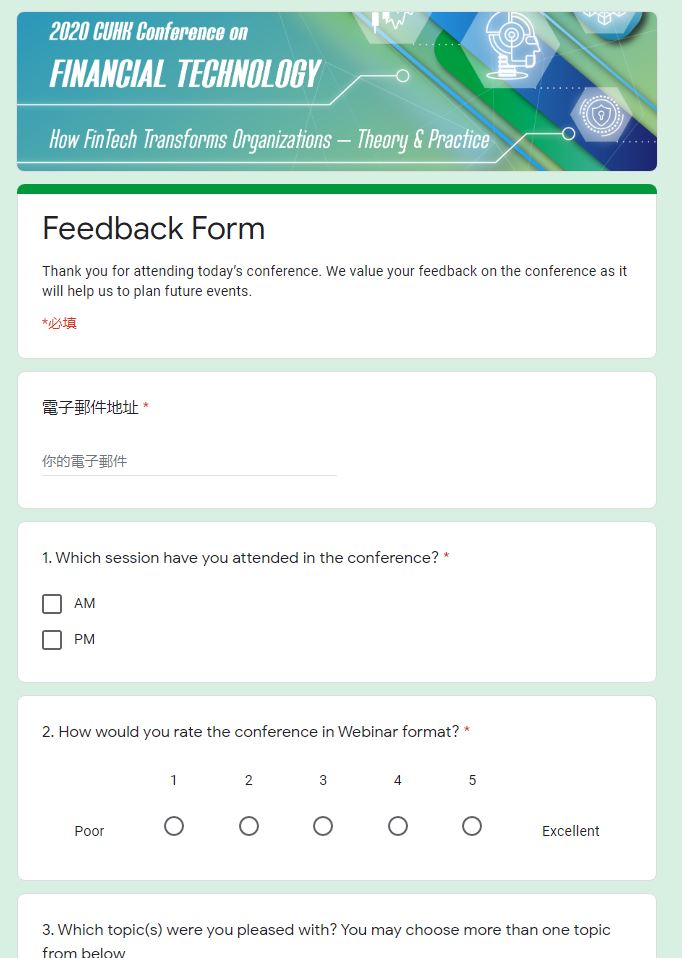 2020 CUHK Conference on
FINANCIAL TECHNOLOGY
How FinTech Transforms Organizations — Theory & Practice
Feedback Form
Thank you for attending today's conference. We value your feedback on the conference as it
will help us to plan future events.
*必填
電子郵件地址 *
你的電子郵件
1. Which session have you attended in the conference? *
AM
PM
2. How would you rate the conference in Webinar format? *
1 2 3 4 5
Poor Excellent
3. Which topic(s) were you pleased with? You may choose more than one topic
from below